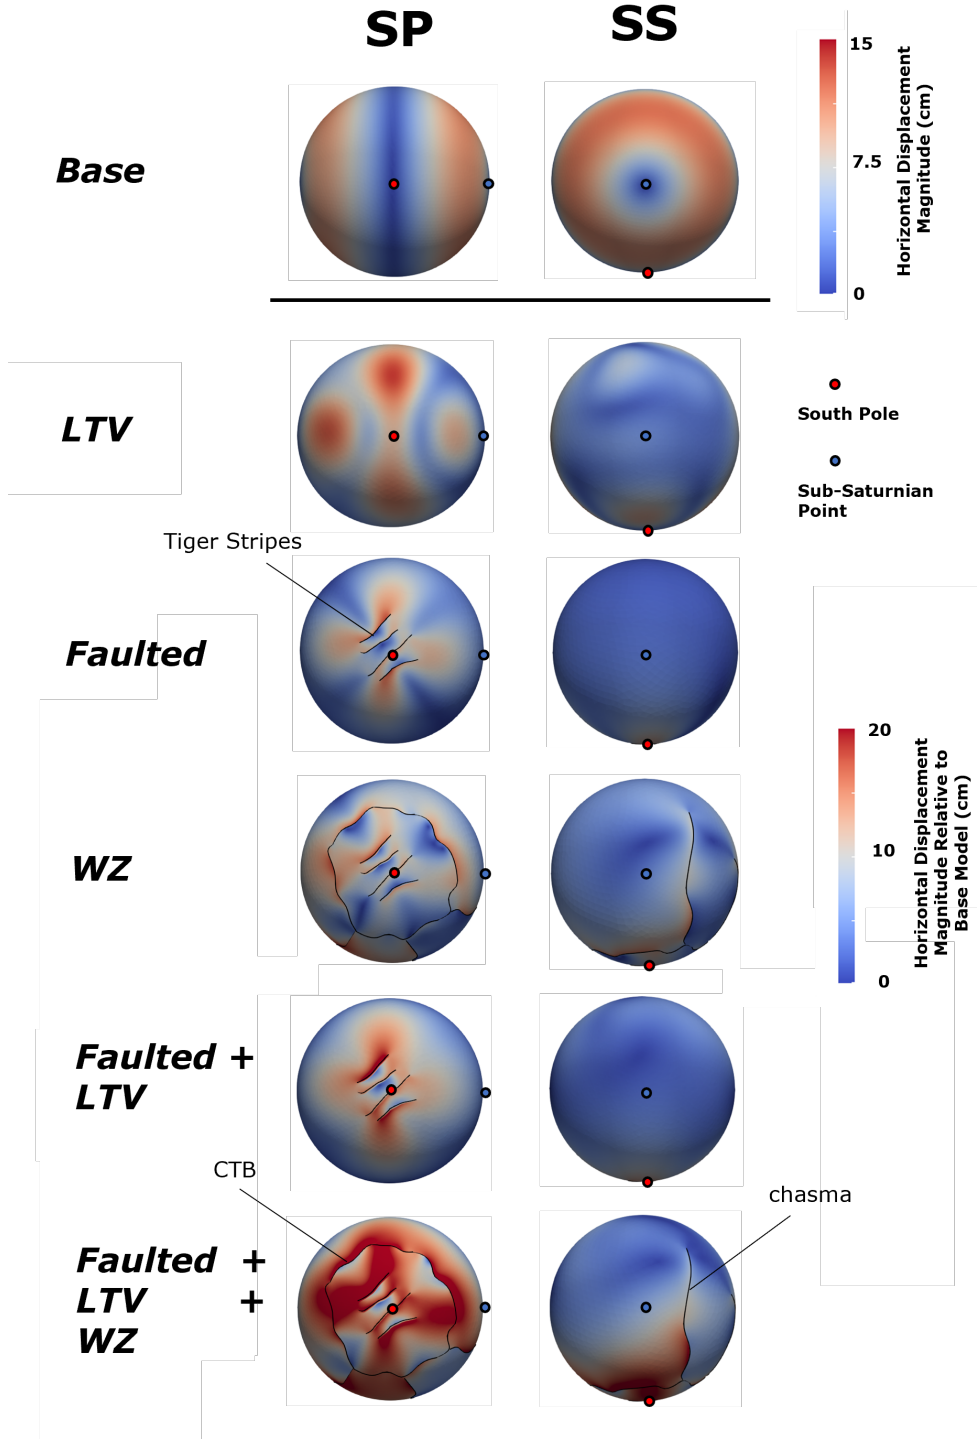 SP
SS
Base
15
7.5
0
Horizontal Displacement
Magnitude (cm)
LTV
South Pole
Sub-Saturnian
Point
Tiger Stripes
Faulted
WZ
20
10
0
Horizontal Displacement
Magnitude Relative to
Base Model (cm)
Faulted +
LTV
CTB
chasma
Faulted +
LTV +
WZ